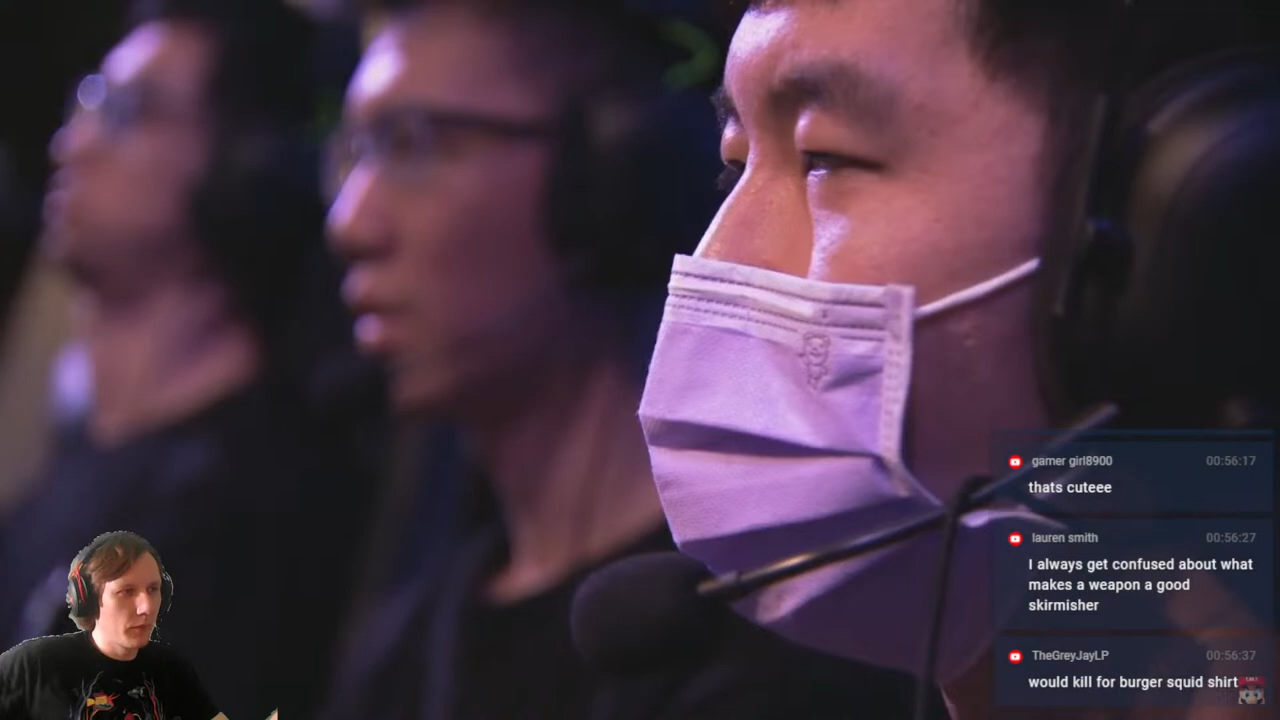 gamer girl8900 00:56:17
thats cuteee
lauren smith 00:56:27
I always get confused about what
makes a weapon a good
skirmisher
TheGreyJayLP 00:56:37
would kill for burger squid shirt